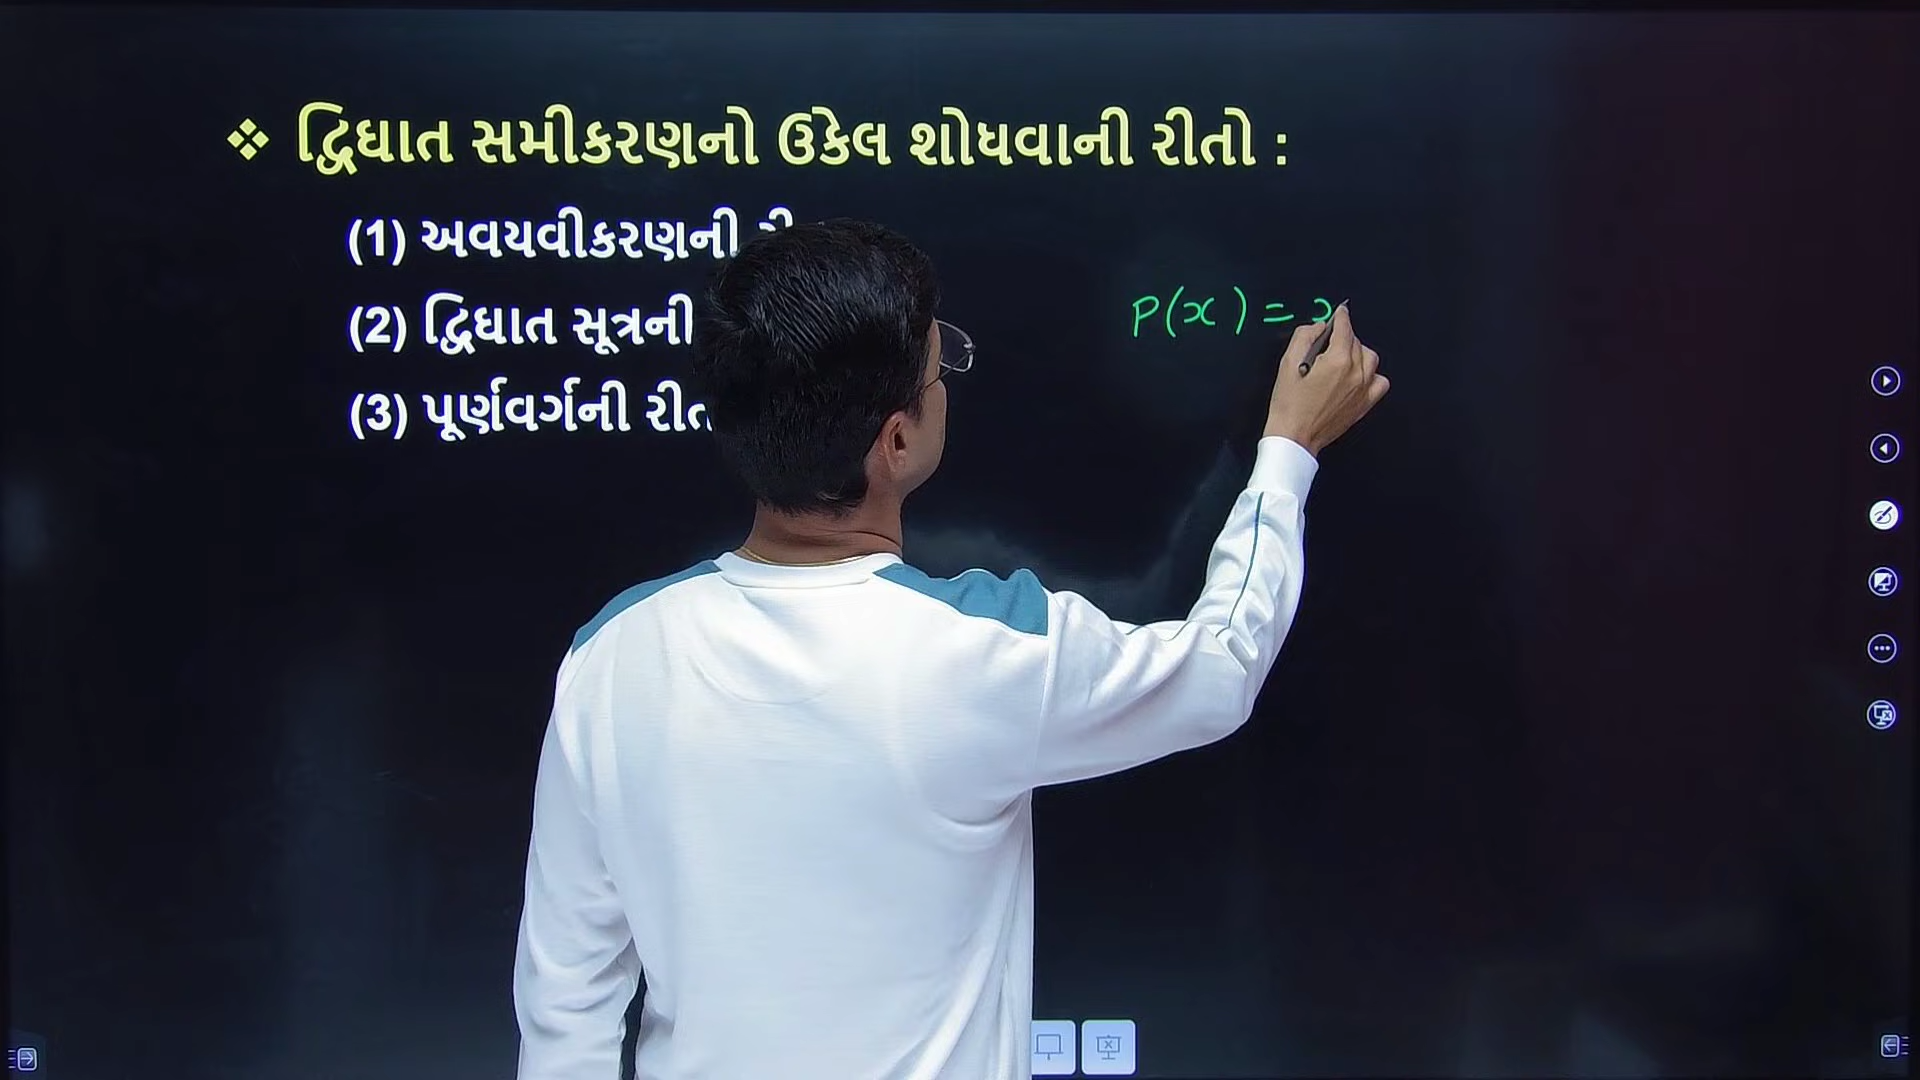 ❖ દ્વિઘાત સમીકરણનો ઉકેલ શોધવાની રીતો :
(1) અવયવીકરણની
(2) દ્વિઘાત સૂત્રની
(3) પૂર્ણવર્ગની રીત
P(x) =